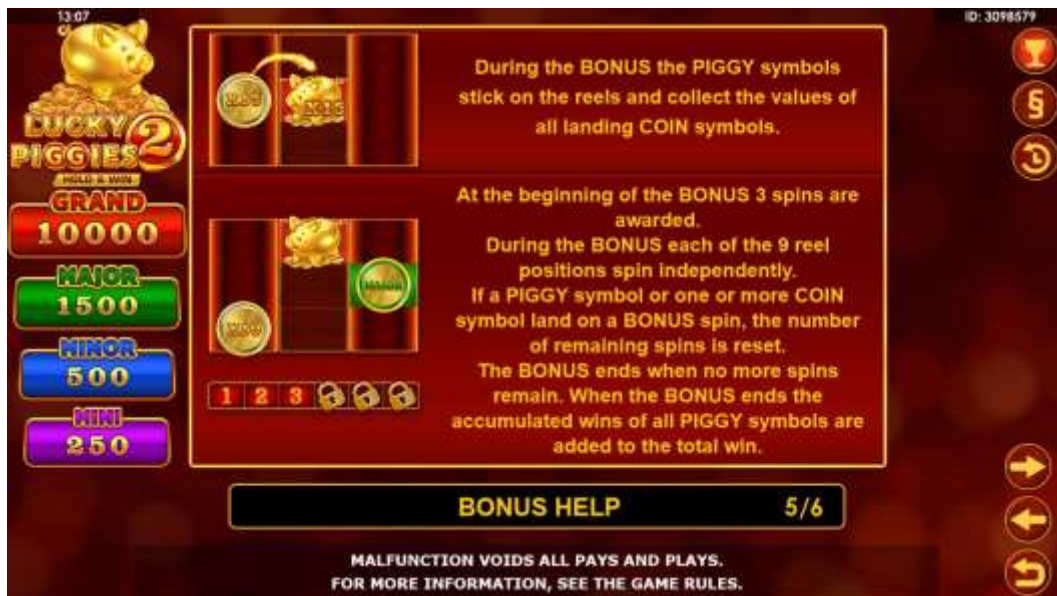 13:07
ID: 3098579
LUCKY
PIGGIES 2
HOLD & WIN
GRAND
10000
MAJOR
1500
MINOR
500
MINI
250
During the BONUS the PIGGY symbols
stick on the reels and collect the values of
all landing COIN symbols.
MAJOR
1 2 3
At the beginning of the BONUS 3 spins are
awarded.
During the BONUS each of the 9 reel
positions spin independently.
If a PIGGY symbol or one or more COIN
symbol land on a BONUS spin, the number
of remaining spins is reset.
The BONUS ends when no more spins
remain. When the BONUS ends the
accumulated wins of all PIGGY symbols are
added to the total win.
§
BONUS HELP 5/6
MALFUNCTION VOIDS ALL PAYS AND PLAYS.
FOR MORE INFORMATION, SEE THE GAME RULES.